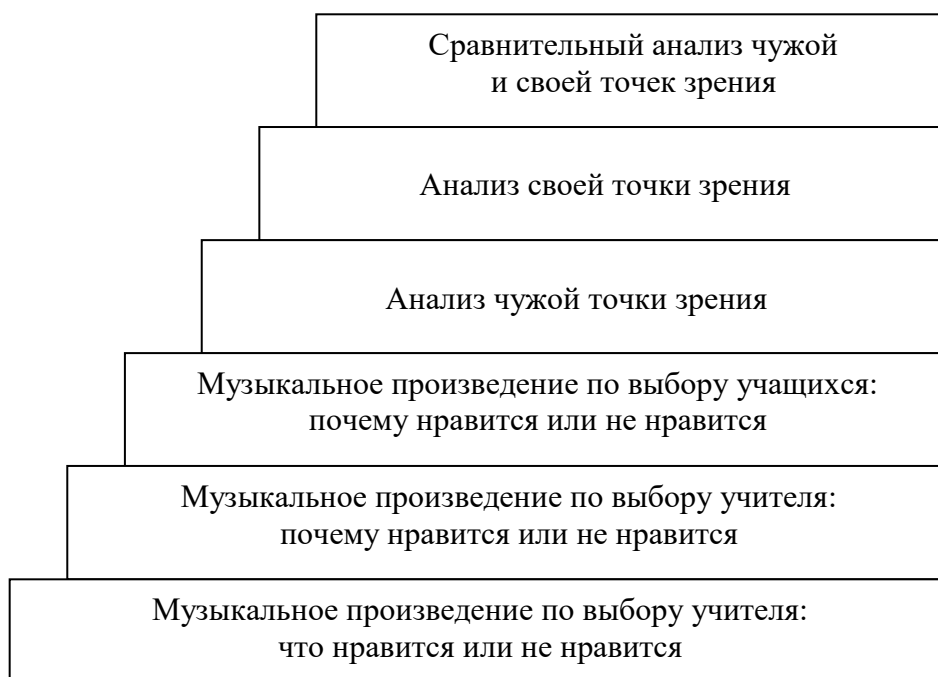 Сравнительный анализ чужой
и своей точек зрения
Анализ своей точки зрения
Анализ чужой точки зрения
Музыкальное произведение по выбору учащихся:
почему нравится или не нравится
Музыкальное произведение по выбору учителя:
почему нравится или не нравится
Музыкальное произведение по выбору учителя:
что нравится или не нравится